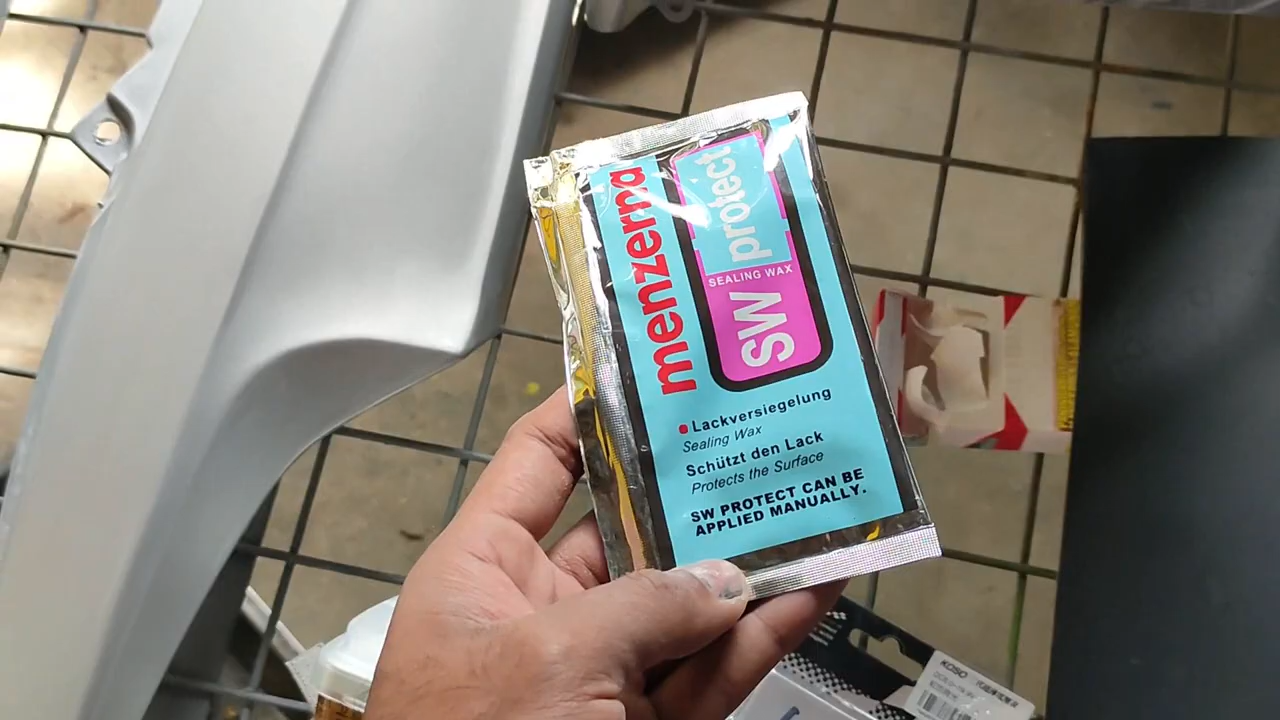 menzerna
SW protect
SEALING WAX
Lackversiegelung
Sealing Wax
Schützt den Lack
Protects the Surface
SW PROTECT CAN BE
APPLIED MANUALLY.
KOSO